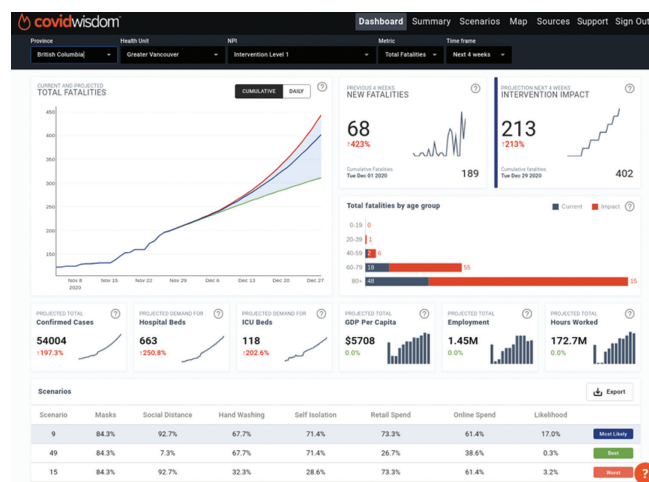 covidwisdom
Dashboard Summary Scenarios Map Sources Support Sign Out
Province Health Unit NPI Metric Time frame
British Columbia Greater Vancouver Intervention Level 1 Total Fatalities Next 4 weeks
CURRENT AND PROJECTED
TOTAL FATALITIES
CUMULATIVE DAILY
?
450
400
350
300
250
200
150
Nov 8 Nov 15 Nov 22 Nov 29 Dec 6 Dec 13 Dec 20 Dec 27
2020
PREVIOUS 4 WEEKS
NEW FATALITIES
?
68
↑423%
Cumulative Fatalities
Tue Dec 01 2020
189
PROJECTION NEXT 4 WEEKS
INTERVENTION IMPACT
?
213
↑213%
Cumulative fatalities
Tue Dec 29 2020
402
Total fatalities by age group
Current Impact ?
0-19 0
20-39 1
40-59 2 6
60-79 18 55
80+ 48 15
PROJECTED TOTAL
Confirmed Cases
?
54004
↑197.3%
PROJECTED DEMAND FOR
Hospital Beds
?
663
↑250.8%
PROJECTED DEMAND FOR
ICU Beds
?
118
↑202.6%
PROJECTED TOTAL
GDP Per Capita
?
$5708
0.0%
PROJECTED TOTAL
Employment
?
1.45M
0.0%
PROJECTED TOTAL
Hours Worked
?
172.7M
0.0%
Scenarios
Export
Scenario Masks Social Distance Hand Washing Self Isolation Retail Spend Online Spend Likelihood
9 84.3% 92.7% 67.7% 71.4% 73.3% 61.4% 17.0% Most Likely
49 84.3% 7.3% 67.7% 71.4% 26.7% 38.6% 0.3% Best
15 84.3% 92.7% 32.3% 28.6% 73.3% 61.4% 3.2% Worst
?